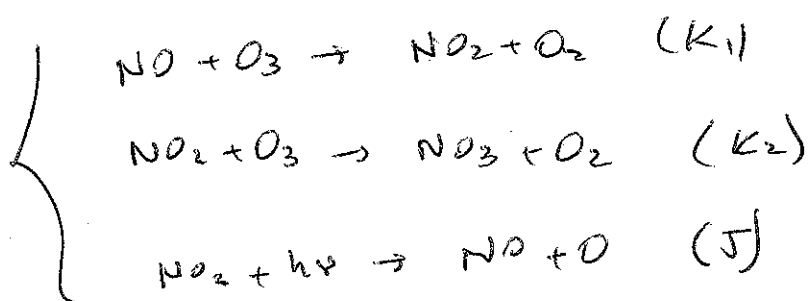 NO + O₃ → NO₂ + O₂ (K₁)
NO₂ + O₃ → NO₃ + O₂ (K₂)
NO₂ + hν → NO + O (J)